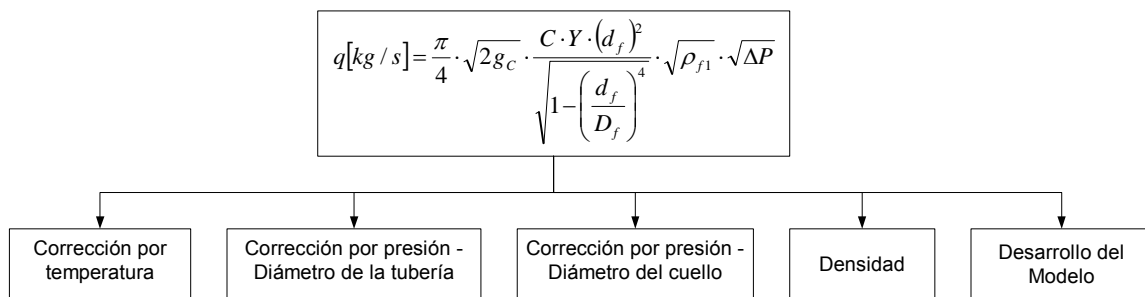 q[kg/s] = π/4 · √(2g_C) · (C·Y·(d_f)²)/√(1−(d_f/D_f)⁴) · √ρ_f1 · √ΔP
Corrección por
temperatura
Corrección por presión -
Diámetro de la tubería
Corrección por presión -
Diámetro del cuello
Densidad
Desarrollo del
Modelo